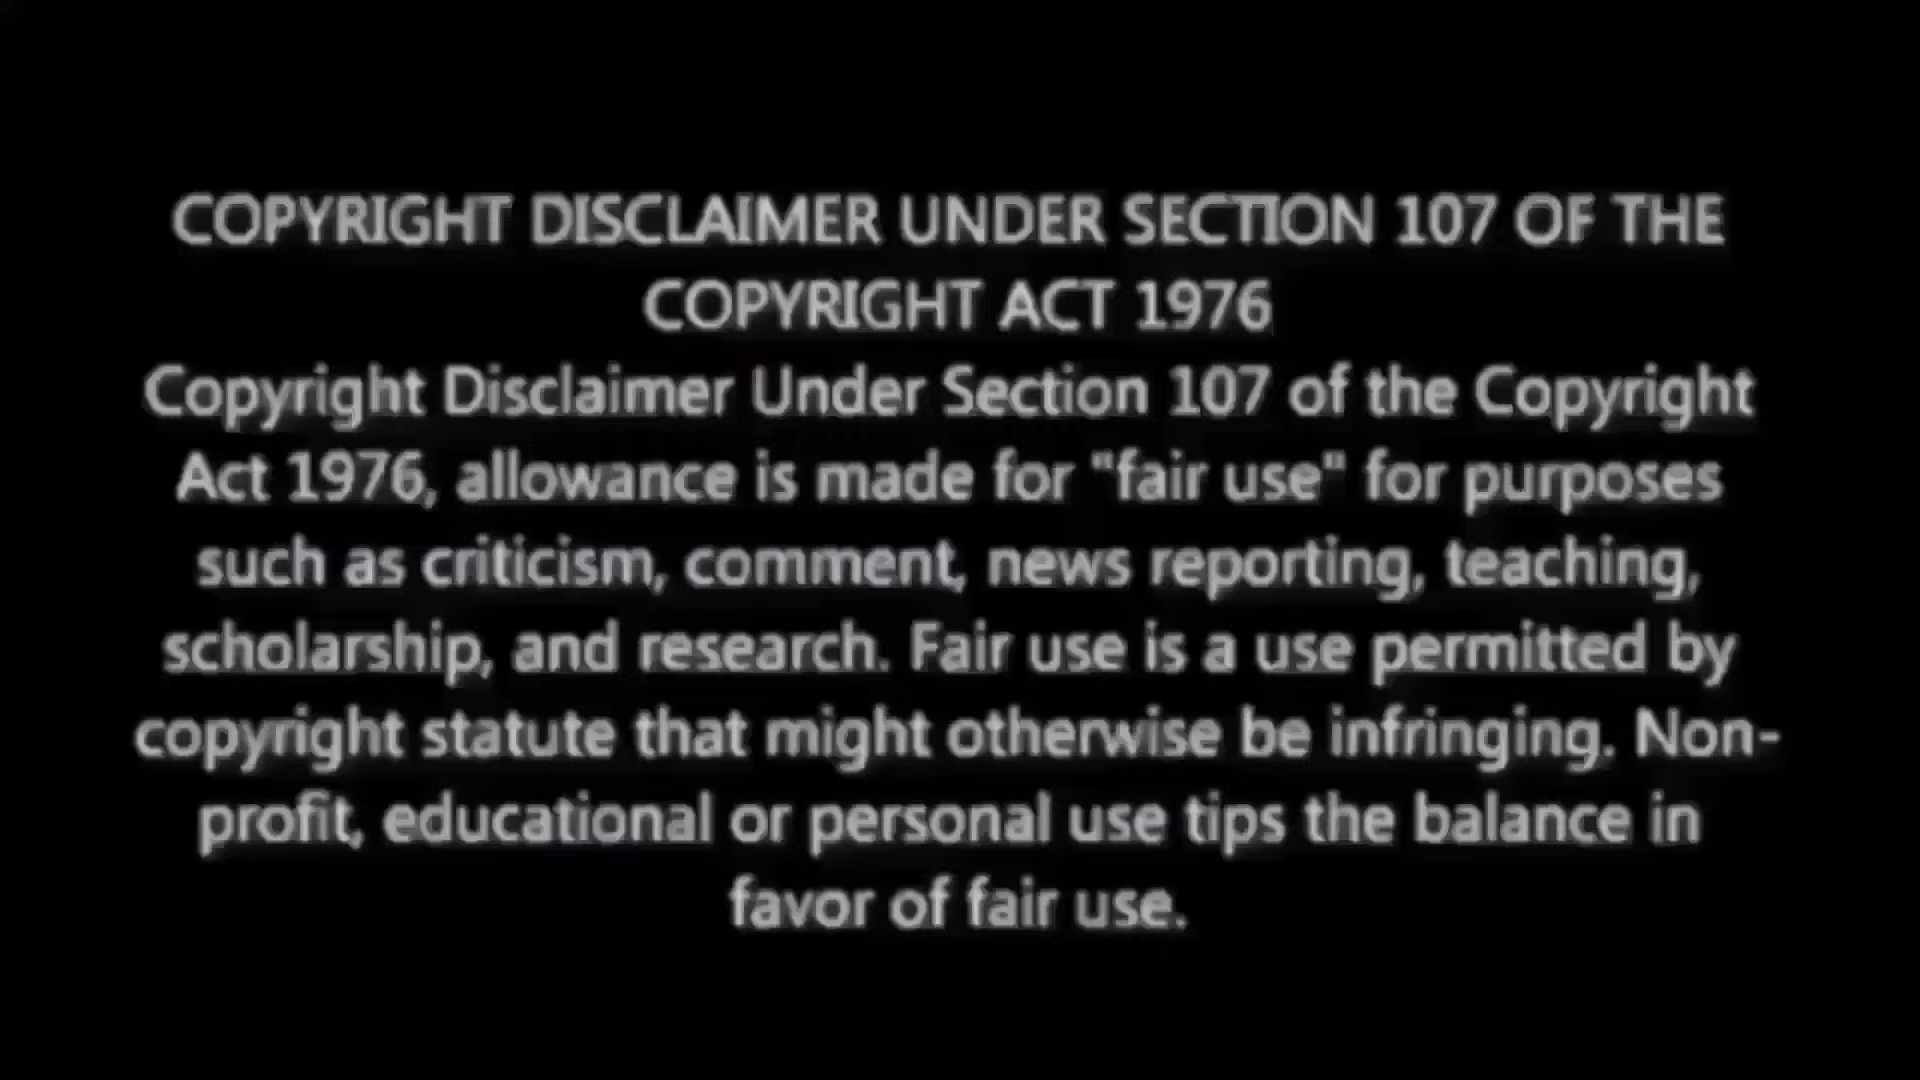 COPYRIGHT DISCLAIMER UNDER SECTION 107 OF THE
COPYRIGHT ACT 1976
Copyright Disclaimer Under Section 107 of the Copyright
Act 1976, allowance is made for "fair use" for purposes
such as criticism, comment, news reporting, teaching,
scholarship, and research. Fair use is a use permitted by
copyright statute that might otherwise be infringing. Non-
profit, educational or personal use tips the balance in
favor of fair use.